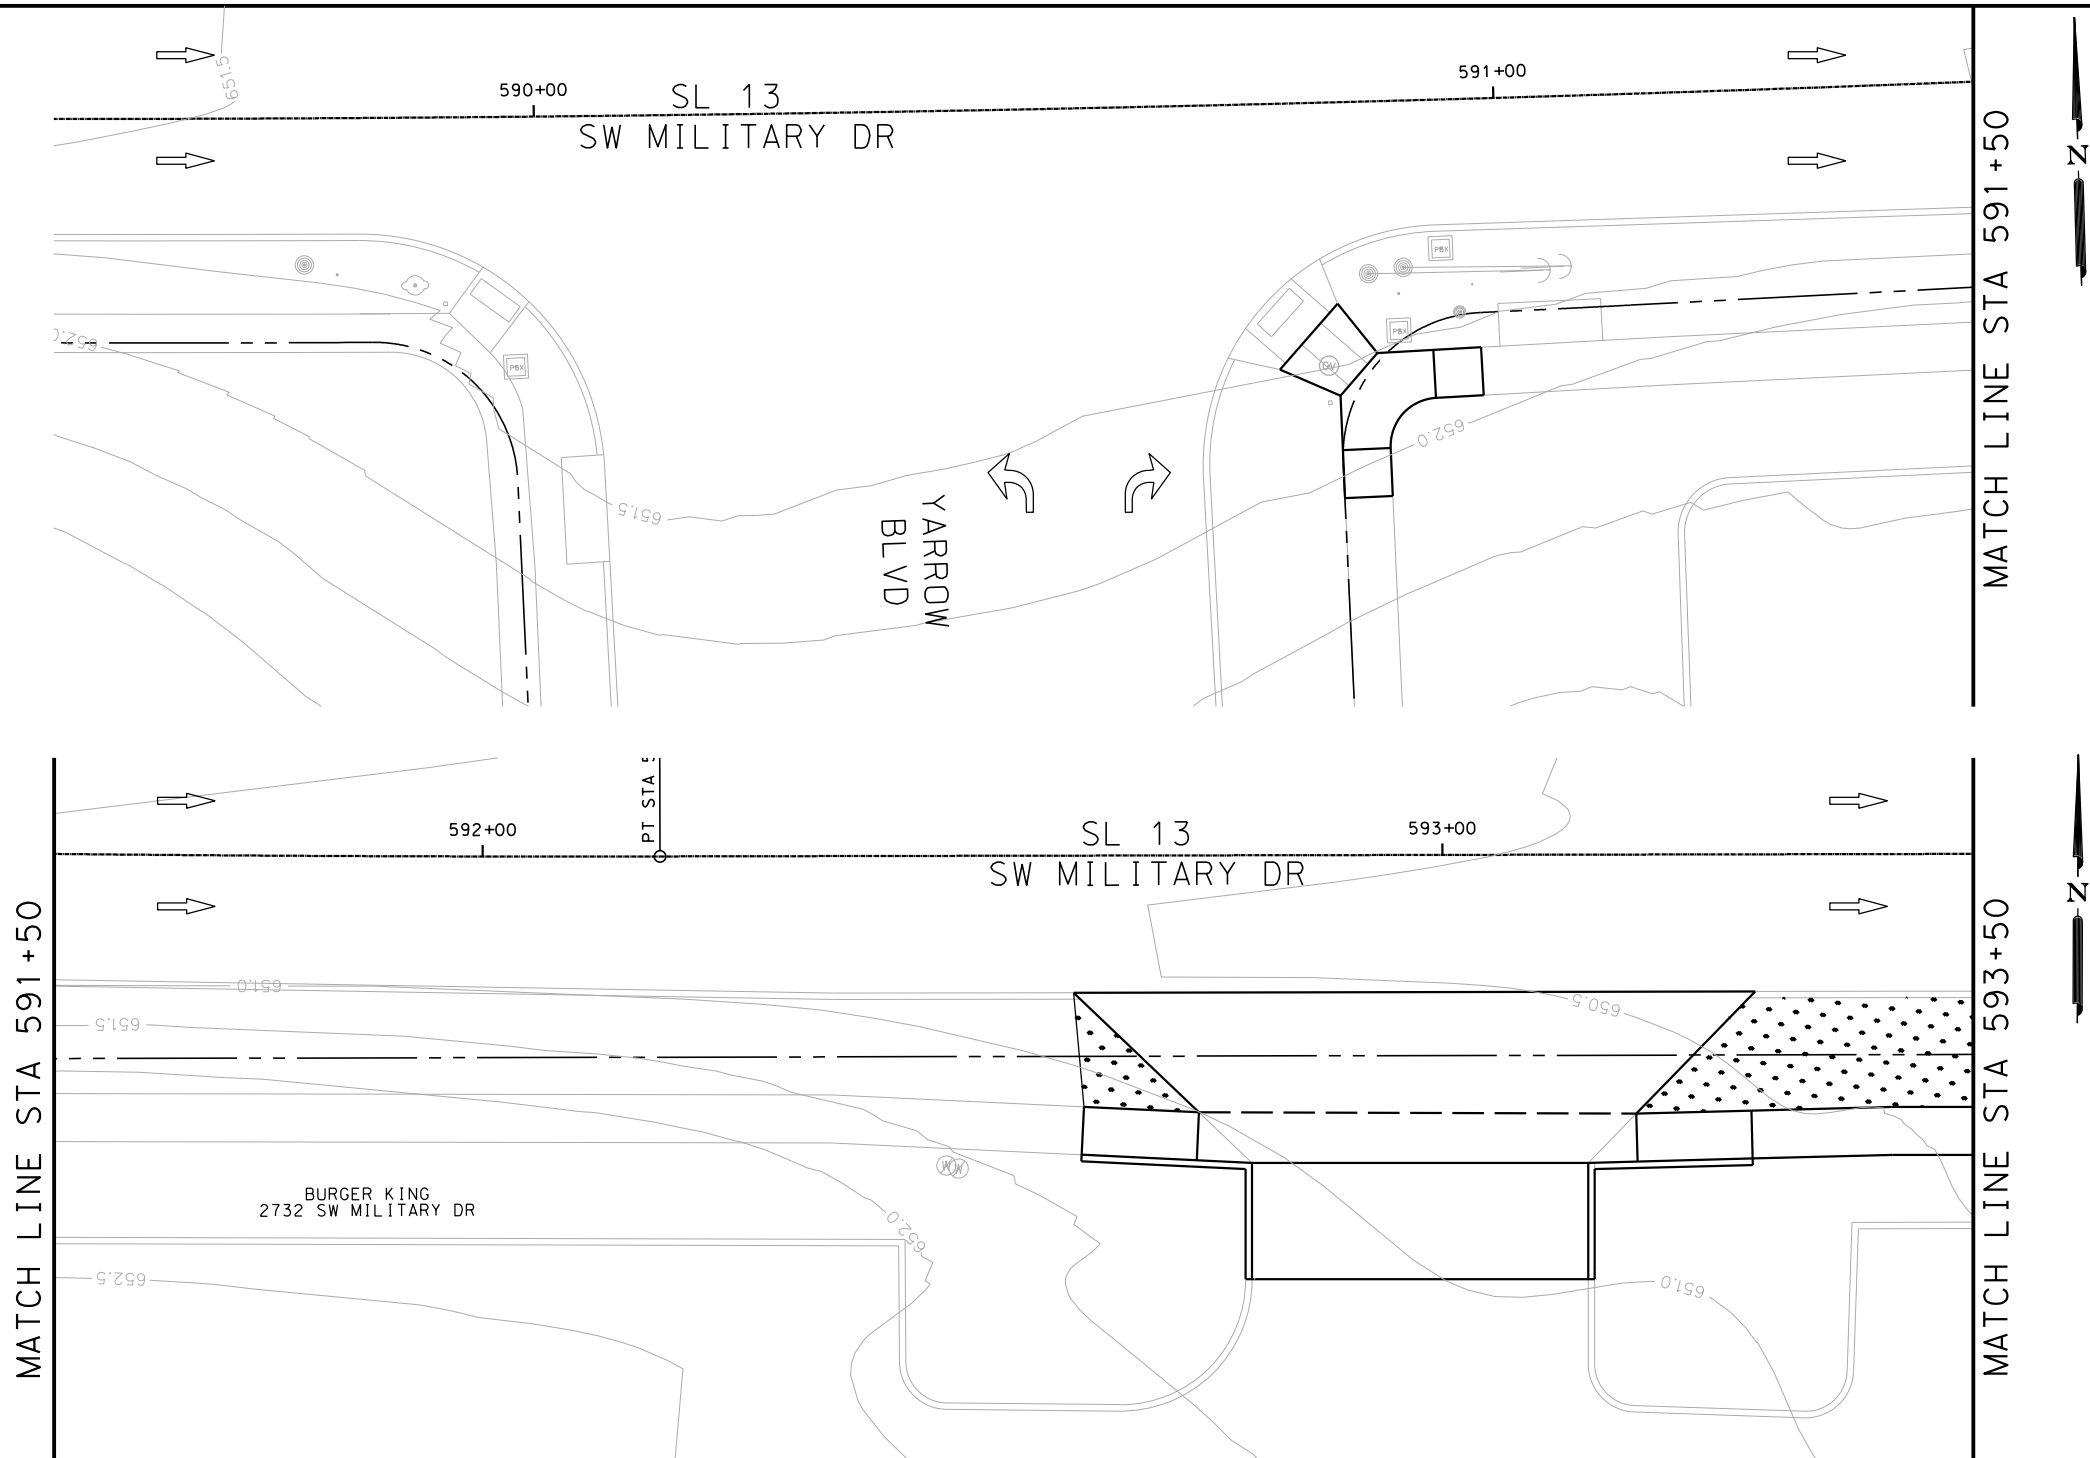 651.5
590+00
SL 13
SW MILITARY DR
591+00
N
PBX
652.0
PBX
PBX
GV
652.0
651.5
YARROW
BLVD
MATCH LINE STA 591+50
PT STA
592+00
SL 13
SW MILITARY DR
593+00
N
MATCH LINE STA 591+50
651.0
651.5
650.5
W W
BURGER KING
2732 SW MILITARY DR
652.0
652.5
651.0
MATCH LINE STA 593+50